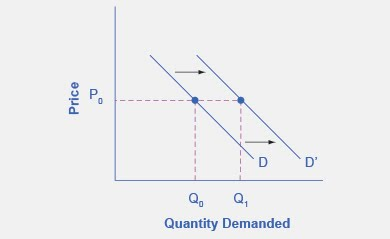 Price
P₀
D
D'
Q₀
Q₁
Quantity Demanded